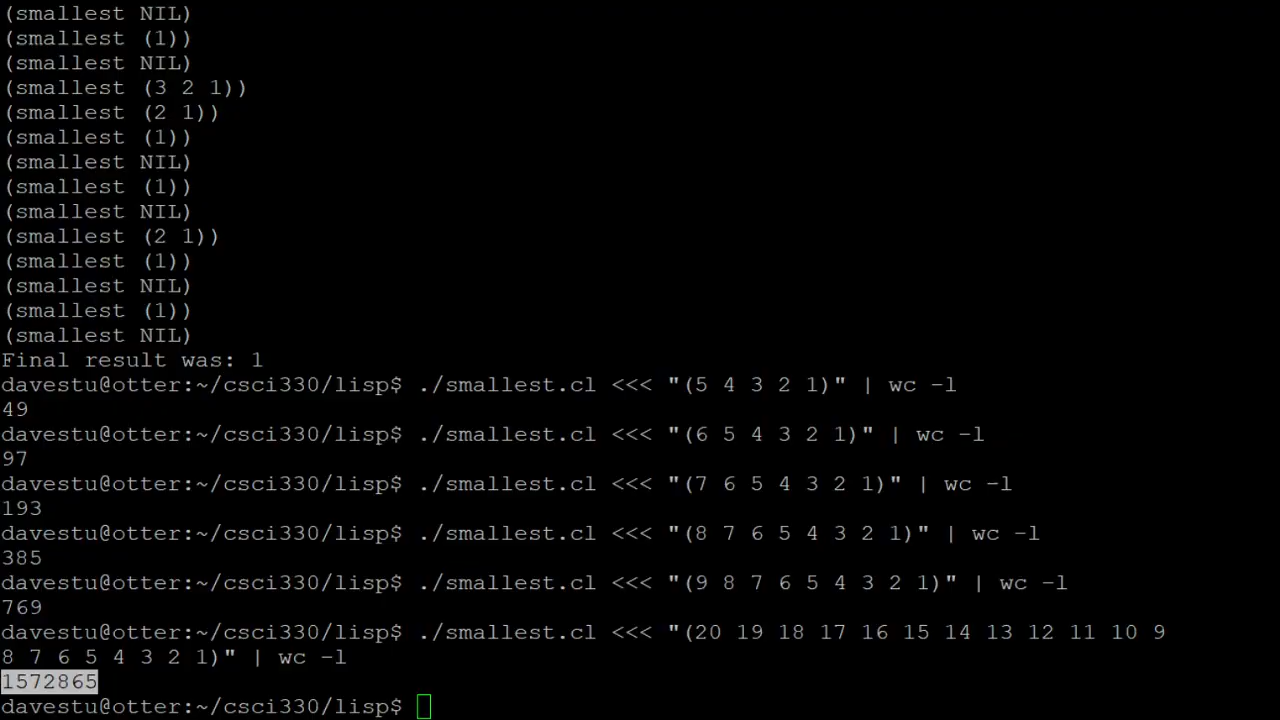 (smallest NIL)
(smallest (1))
(smallest NIL)
(smallest (3 2 1))
(smallest (2 1))
(smallest (1))
(smallest NIL)
(smallest (1))
(smallest NIL)
(smallest (2 1))
(smallest (1))
(smallest NIL)
(smallest (1))
(smallest NIL)
Final result was: 1
davestu@otter:~/csci330/lisp$ ./smallest.cl <<< "(5 4 3 2 1)" | wc -l
49
davestu@otter:~/csci330/lisp$ ./smallest.cl <<< "(6 5 4 3 2 1)" | wc -l
97
davestu@otter:~/csci330/lisp$ ./smallest.cl <<< "(7 6 5 4 3 2 1)" | wc -l
193
davestu@otter:~/csci330/lisp$ ./smallest.cl <<< "(8 7 6 5 4 3 2 1)" | wc -l
385
davestu@otter:~/csci330/lisp$ ./smallest.cl <<< "(9 8 7 6 5 4 3 2 1)" | wc -l
769
davestu@otter:~/csci330/lisp$ ./smallest.cl <<< "(20 19 18 17 16 15 14 13 12 11 10 9
8 7 6 5 4 3 2 1)" | wc -l
1572865
davestu@otter:~/csci330/lisp$